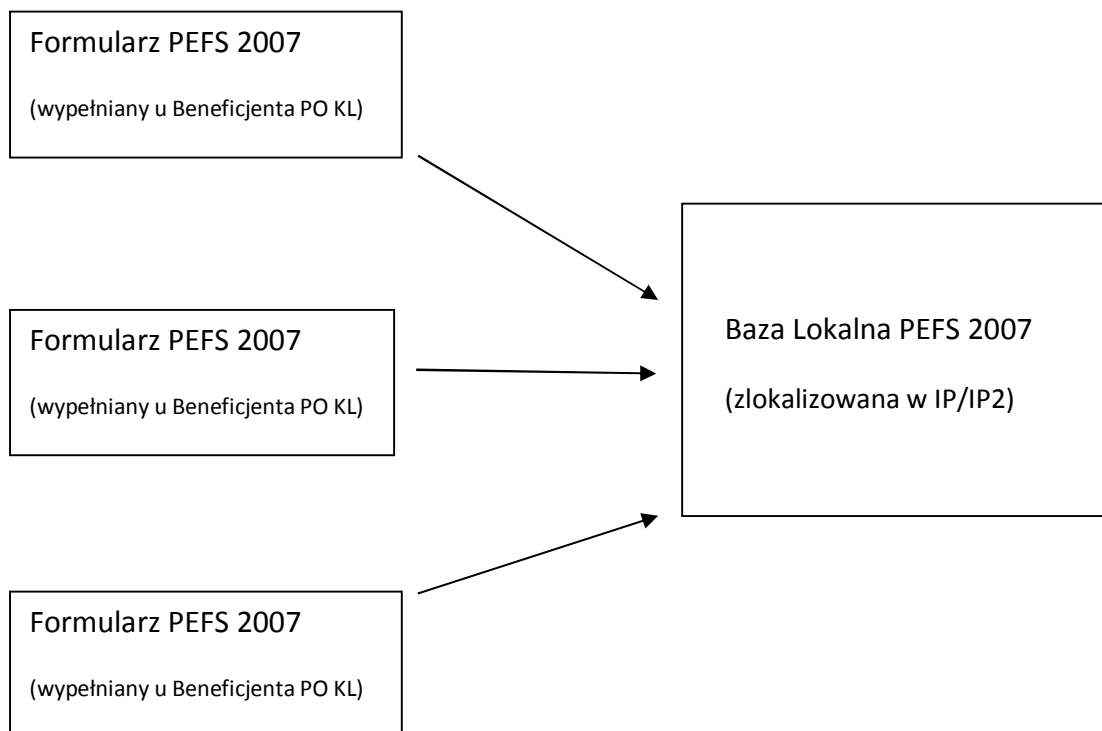 Formularz PEFS 2007
(wypełniany u Beneficjenta PO KL)
Formularz PEFS 2007
(wypełniany u Beneficjenta PO KL)
Baza Lokalna PEFS 2007
(zlokalizowana w IP/IP2)
Formularz PEFS 2007
(wypełniany u Beneficjenta PO KL)